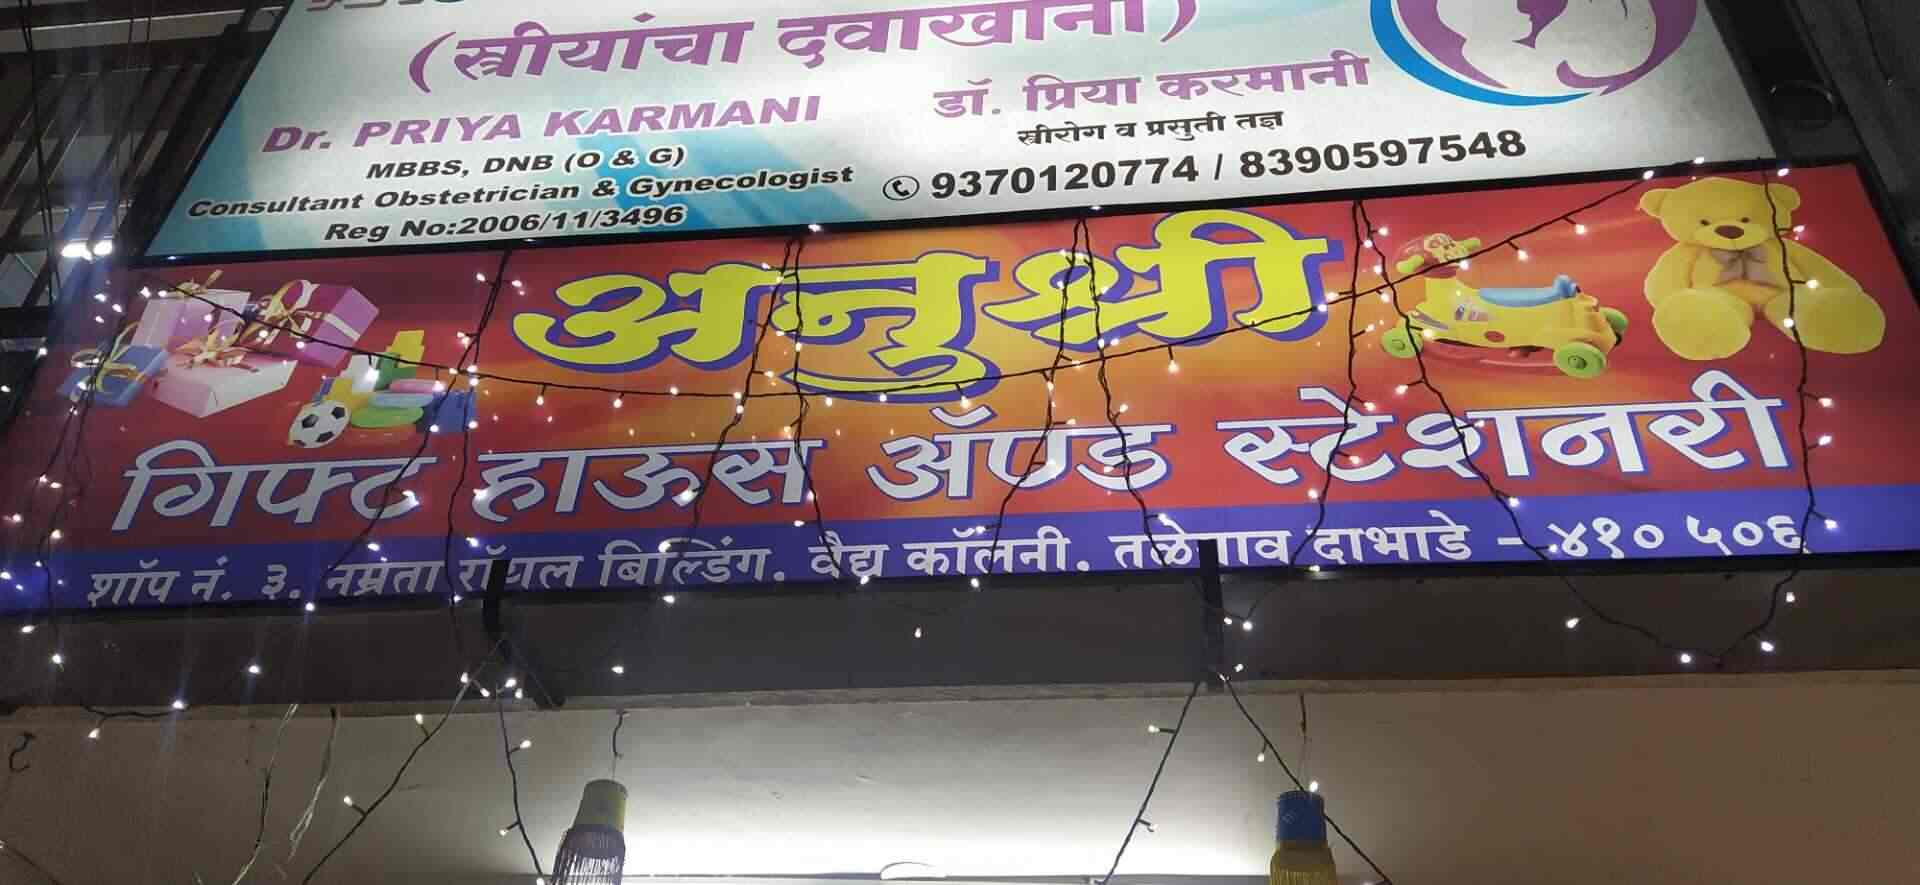 (स्त्रीयांचा दवाखाना)
Dr. PRIYA KARMANI
MBBS, DNB (O & G)
Consultant Obstetrician & Gynecologist
Reg No:2006/11/3496
डॉ. प्रिया करमानी
स्त्रीरोग व प्रसुती तज्ञ
9370120774 / 8390597548
अनुश्री
गिफ्ट हाऊस ॲण्ड स्टेशनरी
शॉप नं. ३. नम्रता रॉयल बिल्डिंग. वैद्य कॉलनी. तळेगाव दाभाडे - ४१० ५०६